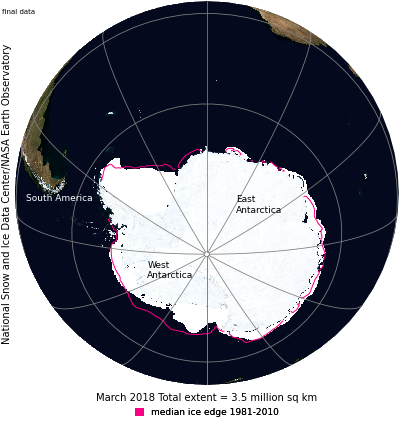 final data
National Snow and Ice Data Center/NASA Earth Observatory
South America
East
Antarctica
West
Antarctica
March 2018 Total extent = 3.5 million sq km
median ice edge 1981-2010